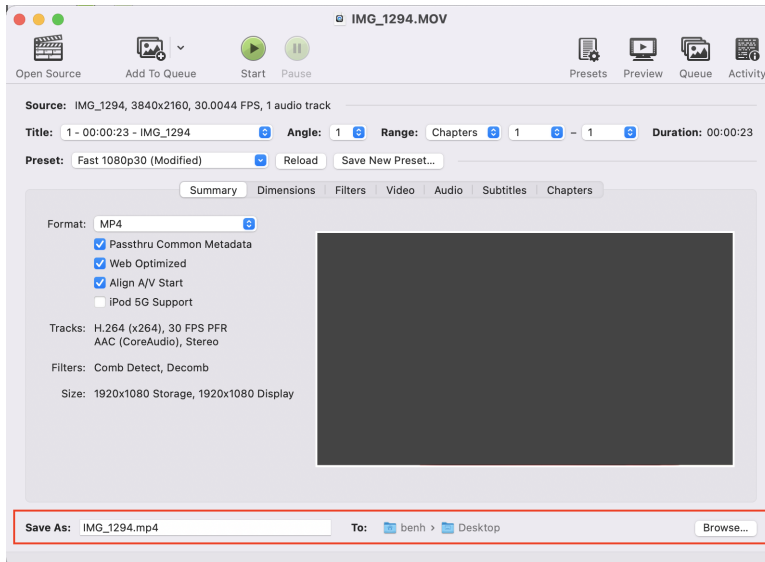 IMG_1294.MOV
Open Source Add To Queue Start Pause Presets Preview Queue Activity
Source: IMG_1294, 3840x2160, 30.0044 FPS, 1 audio track
Title: 1 - 00:00:23 - IMG_1294 Angle: 1 Range: Chapters 1 – 1 Duration: 00:00:23
Preset: Fast 1080p30 (Modified) Reload Save New Preset...
Summary Dimensions Filters Video Audio Subtitles Chapters
Format: MP4
Passthru Common Metadata
Web Optimized
Align A/V Start
iPod 5G Support
Tracks: H.264 (x264), 30 FPS PFR
AAC (CoreAudio), Stereo
Filters: Comb Detect, Decomb
Size: 1920x1080 Storage, 1920x1080 Display
Save As: IMG_1294.mp4 To: benh › Desktop Browse...